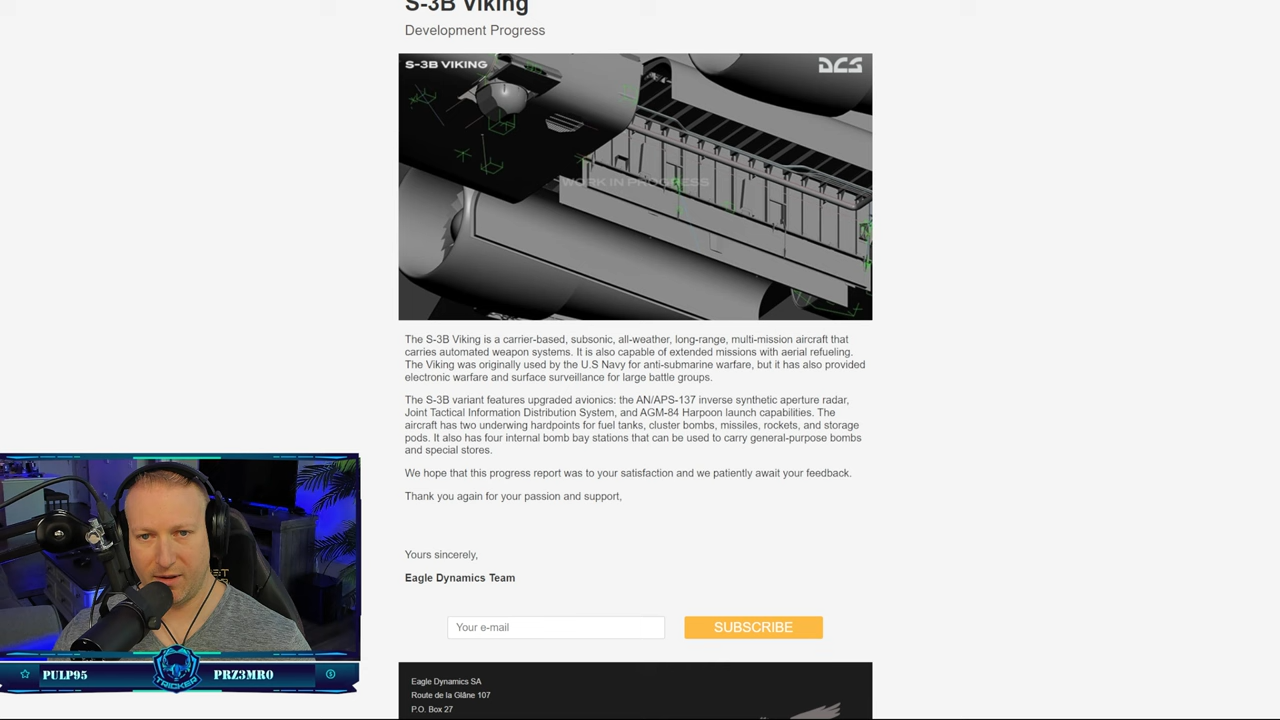 S-3B Viking
Development Progress
S-3B VIKING
DCS
WORK IN PROGRESS
The S-3B Viking is a carrier-based, subsonic, all-weather, long-range, multi-mission aircraft that
carries automated weapon systems. It is also capable of extended missions with aerial refueling.
The Viking was originally used by the U.S Navy for anti-submarine warfare, but it has also provided
electronic warfare and surface surveillance for large battle groups.
The S-3B variant features upgraded avionics: the AN/APS-137 inverse synthetic aperture radar,
Joint Tactical Information Distribution System, and AGM-84 Harpoon launch capabilities. The
aircraft has two underwing hardpoints for fuel tanks, cluster bombs, missiles, rockets, and storage
pods. It also has four internal bomb bay stations that can be used to carry general-purpose bombs
and special stores.
We hope that this progress report was to your satisfaction and we patiently await your feedback.
Thank you again for your passion and support,
Yours sincerely,
Eagle Dynamics Team
Your e-mail
SUBSCRIBE
PULP95
TRICKER
PRZ3MRO
Eagle Dynamics SA
Route de la Glâne 107
P.O. Box 27